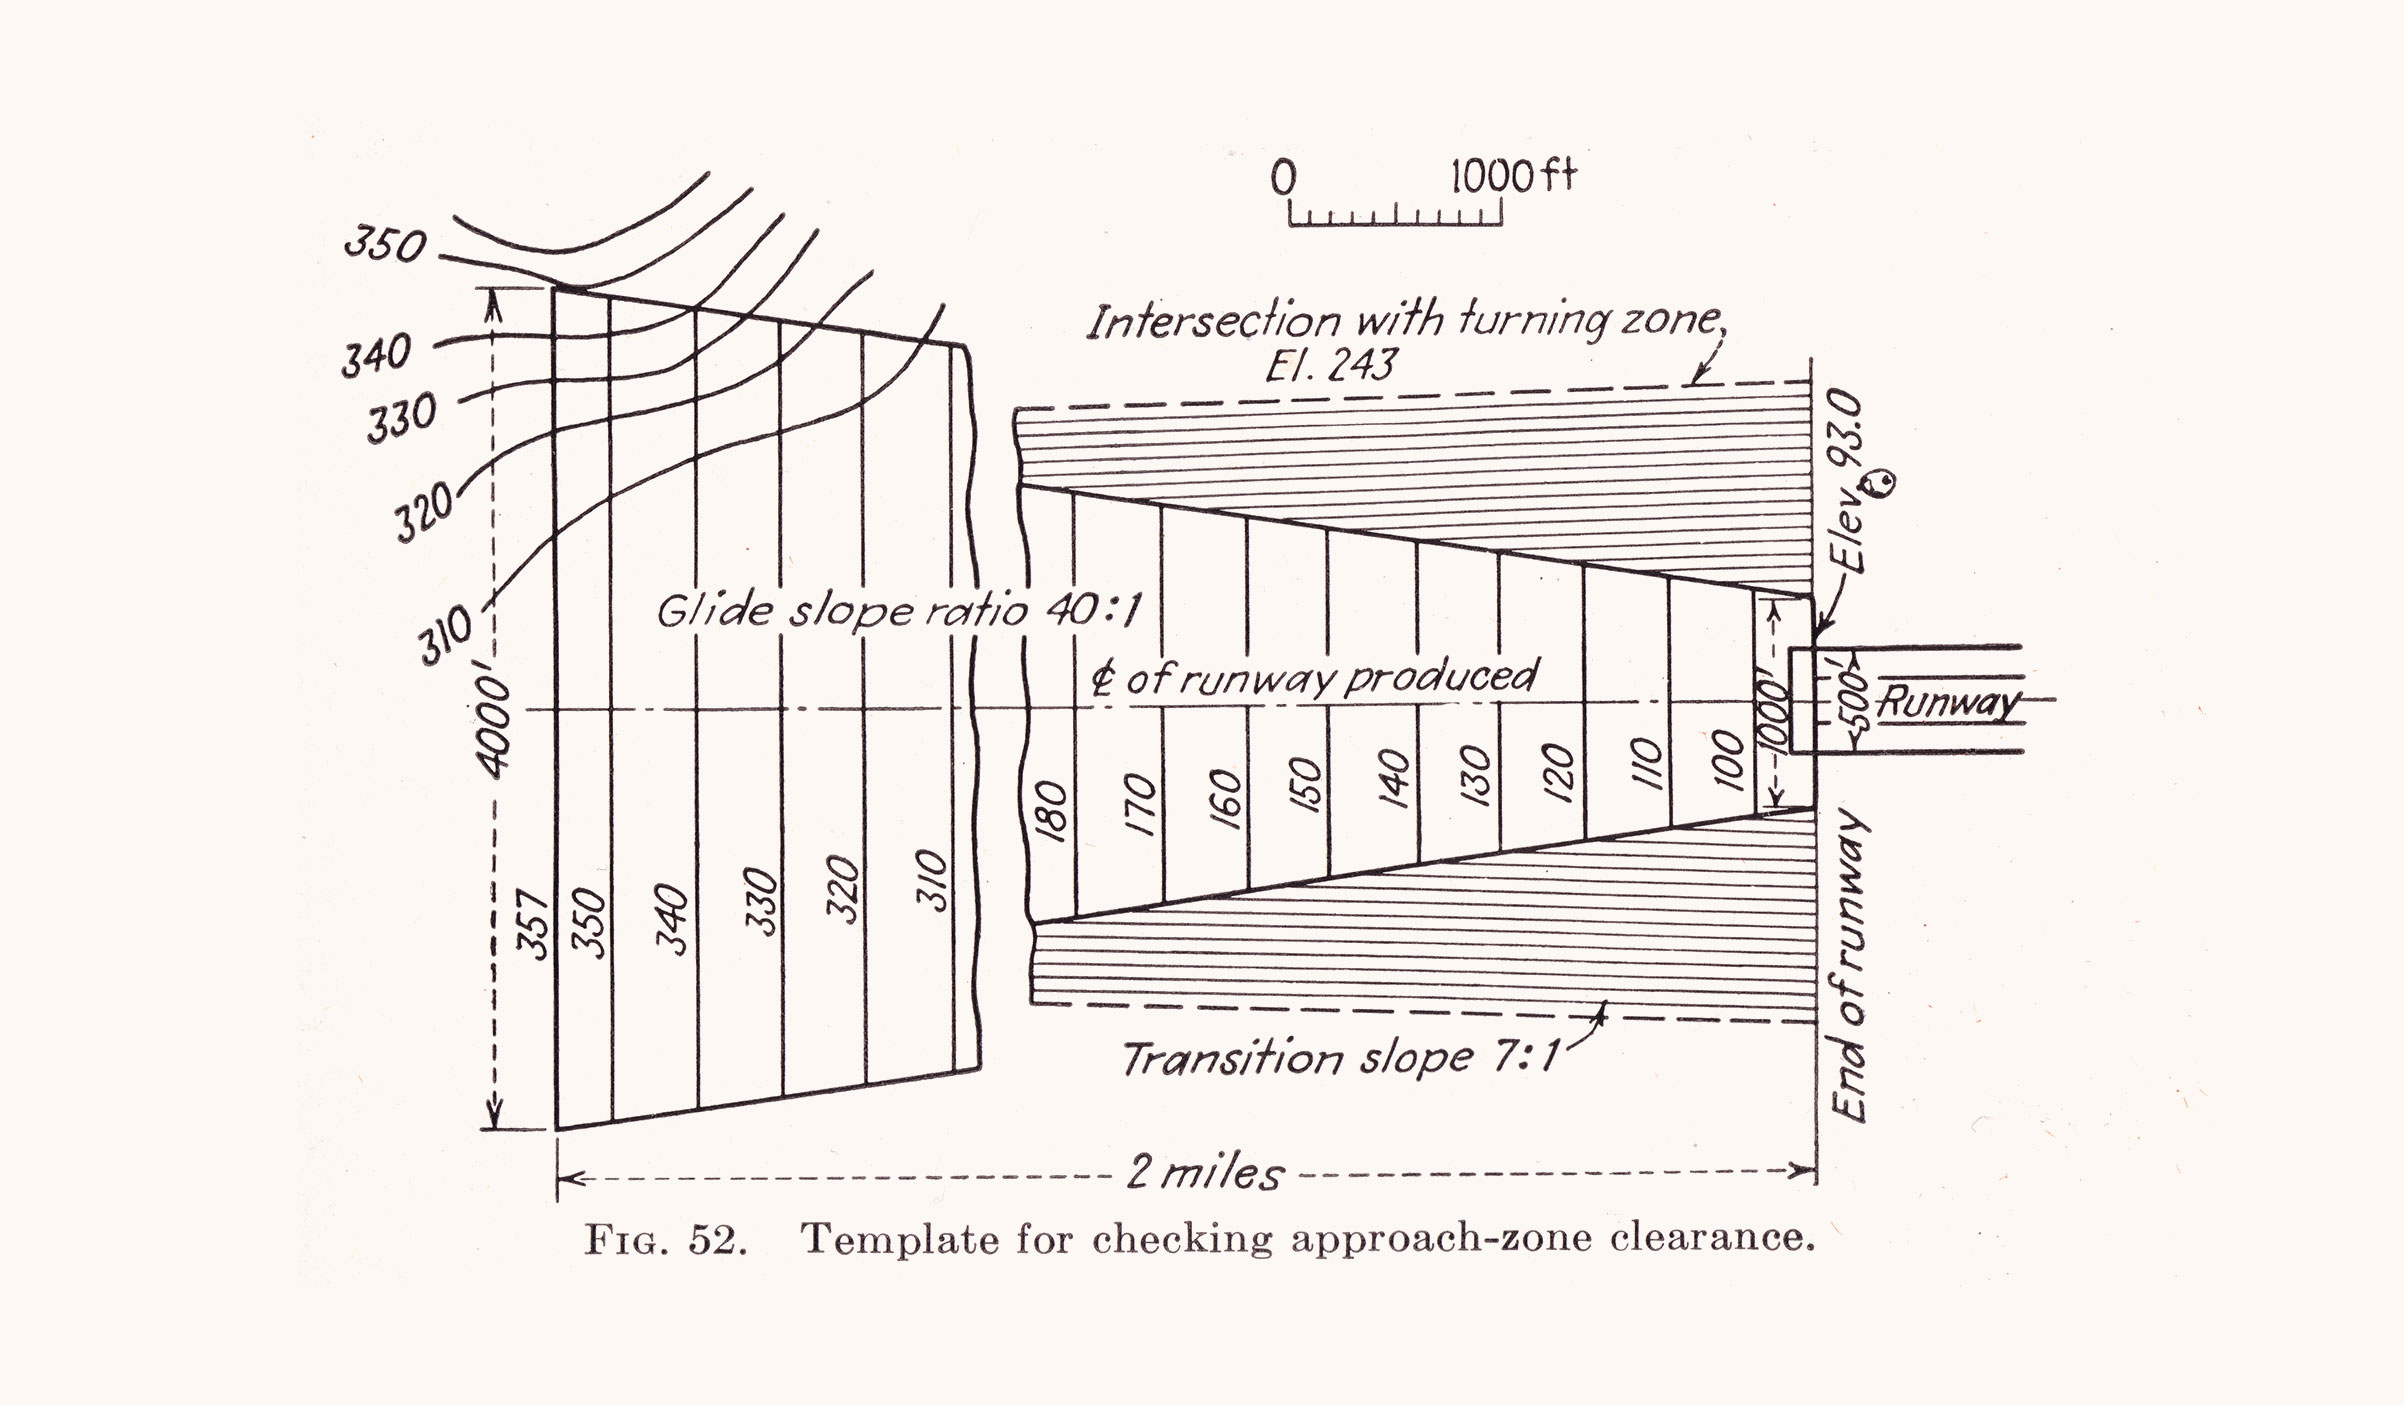 0 1000 ft
350
340
330
320
310
Intersection with turning zone,
El. 243
Elev. 93.0
Glide slope ratio 40:1
℄ of runway produced
4000'
1000'
500'
Runway
357 350 340 330 320 310 180 170 160 150 140 130 120 110 100
Transition slope 7:1
End of runway
2 miles
FIG. 52. Template for checking approach-zone clearance.